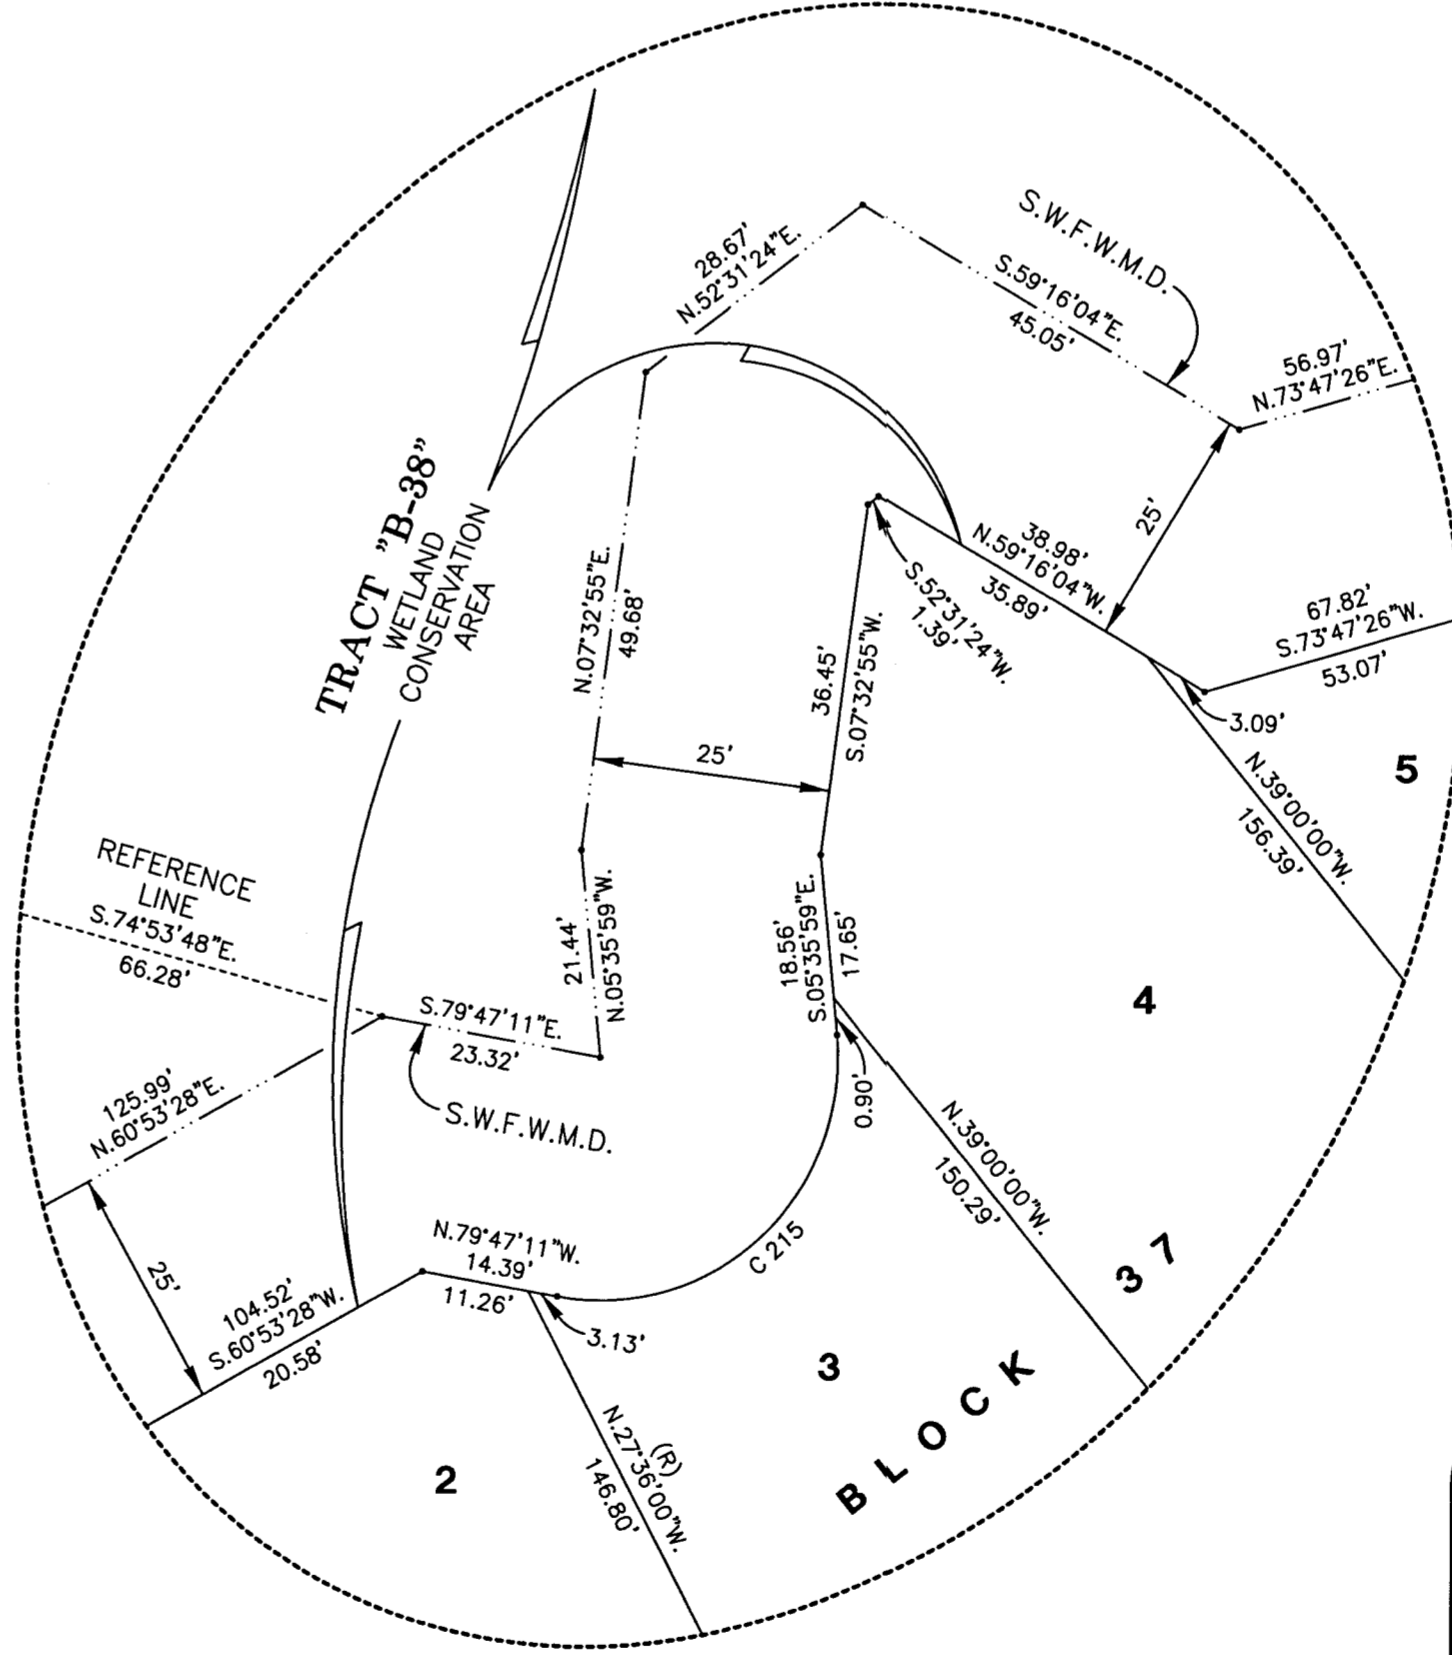 S.W.F.W.M.D.
28.67'
N.52°31'24"E.
S.59°16'04"E.
45.05'
56.97'
N.73°47'26"E.
TRACT "B-38"
WETLAND
CONSERVATION
AREA
N.07°32'55"E.
49.68'
25'
38.98'
N.59°16'04"W.
35.89'
S.52°31'24"W.
1.39'
67.82'
S.73°47'26"W.
53.07'
3.09'
36.45'
S.07°32'55"W.
25'
N.39°00'00"W.
156.39'
5
REFERENCE
LINE
S.74°53'48"E.
66.28'
21.44'
N.05°35'59"W.
18.56'
S.05°35'59"E.
17.65'
4
S.79°47'11"E.
23.32'
S.W.F.W.M.D.
0.90'
125.99'
N.60°53'28"E.
N.39°00'00"W.
150.29'
25'
N.79°47'11"W.
14.39'
11.26'
C 215
3.13'
104.52'
S.60°53'28"W.
20.58'
3
BLOCK 37
2
(R)
N.27°36'00"W.
146.80'